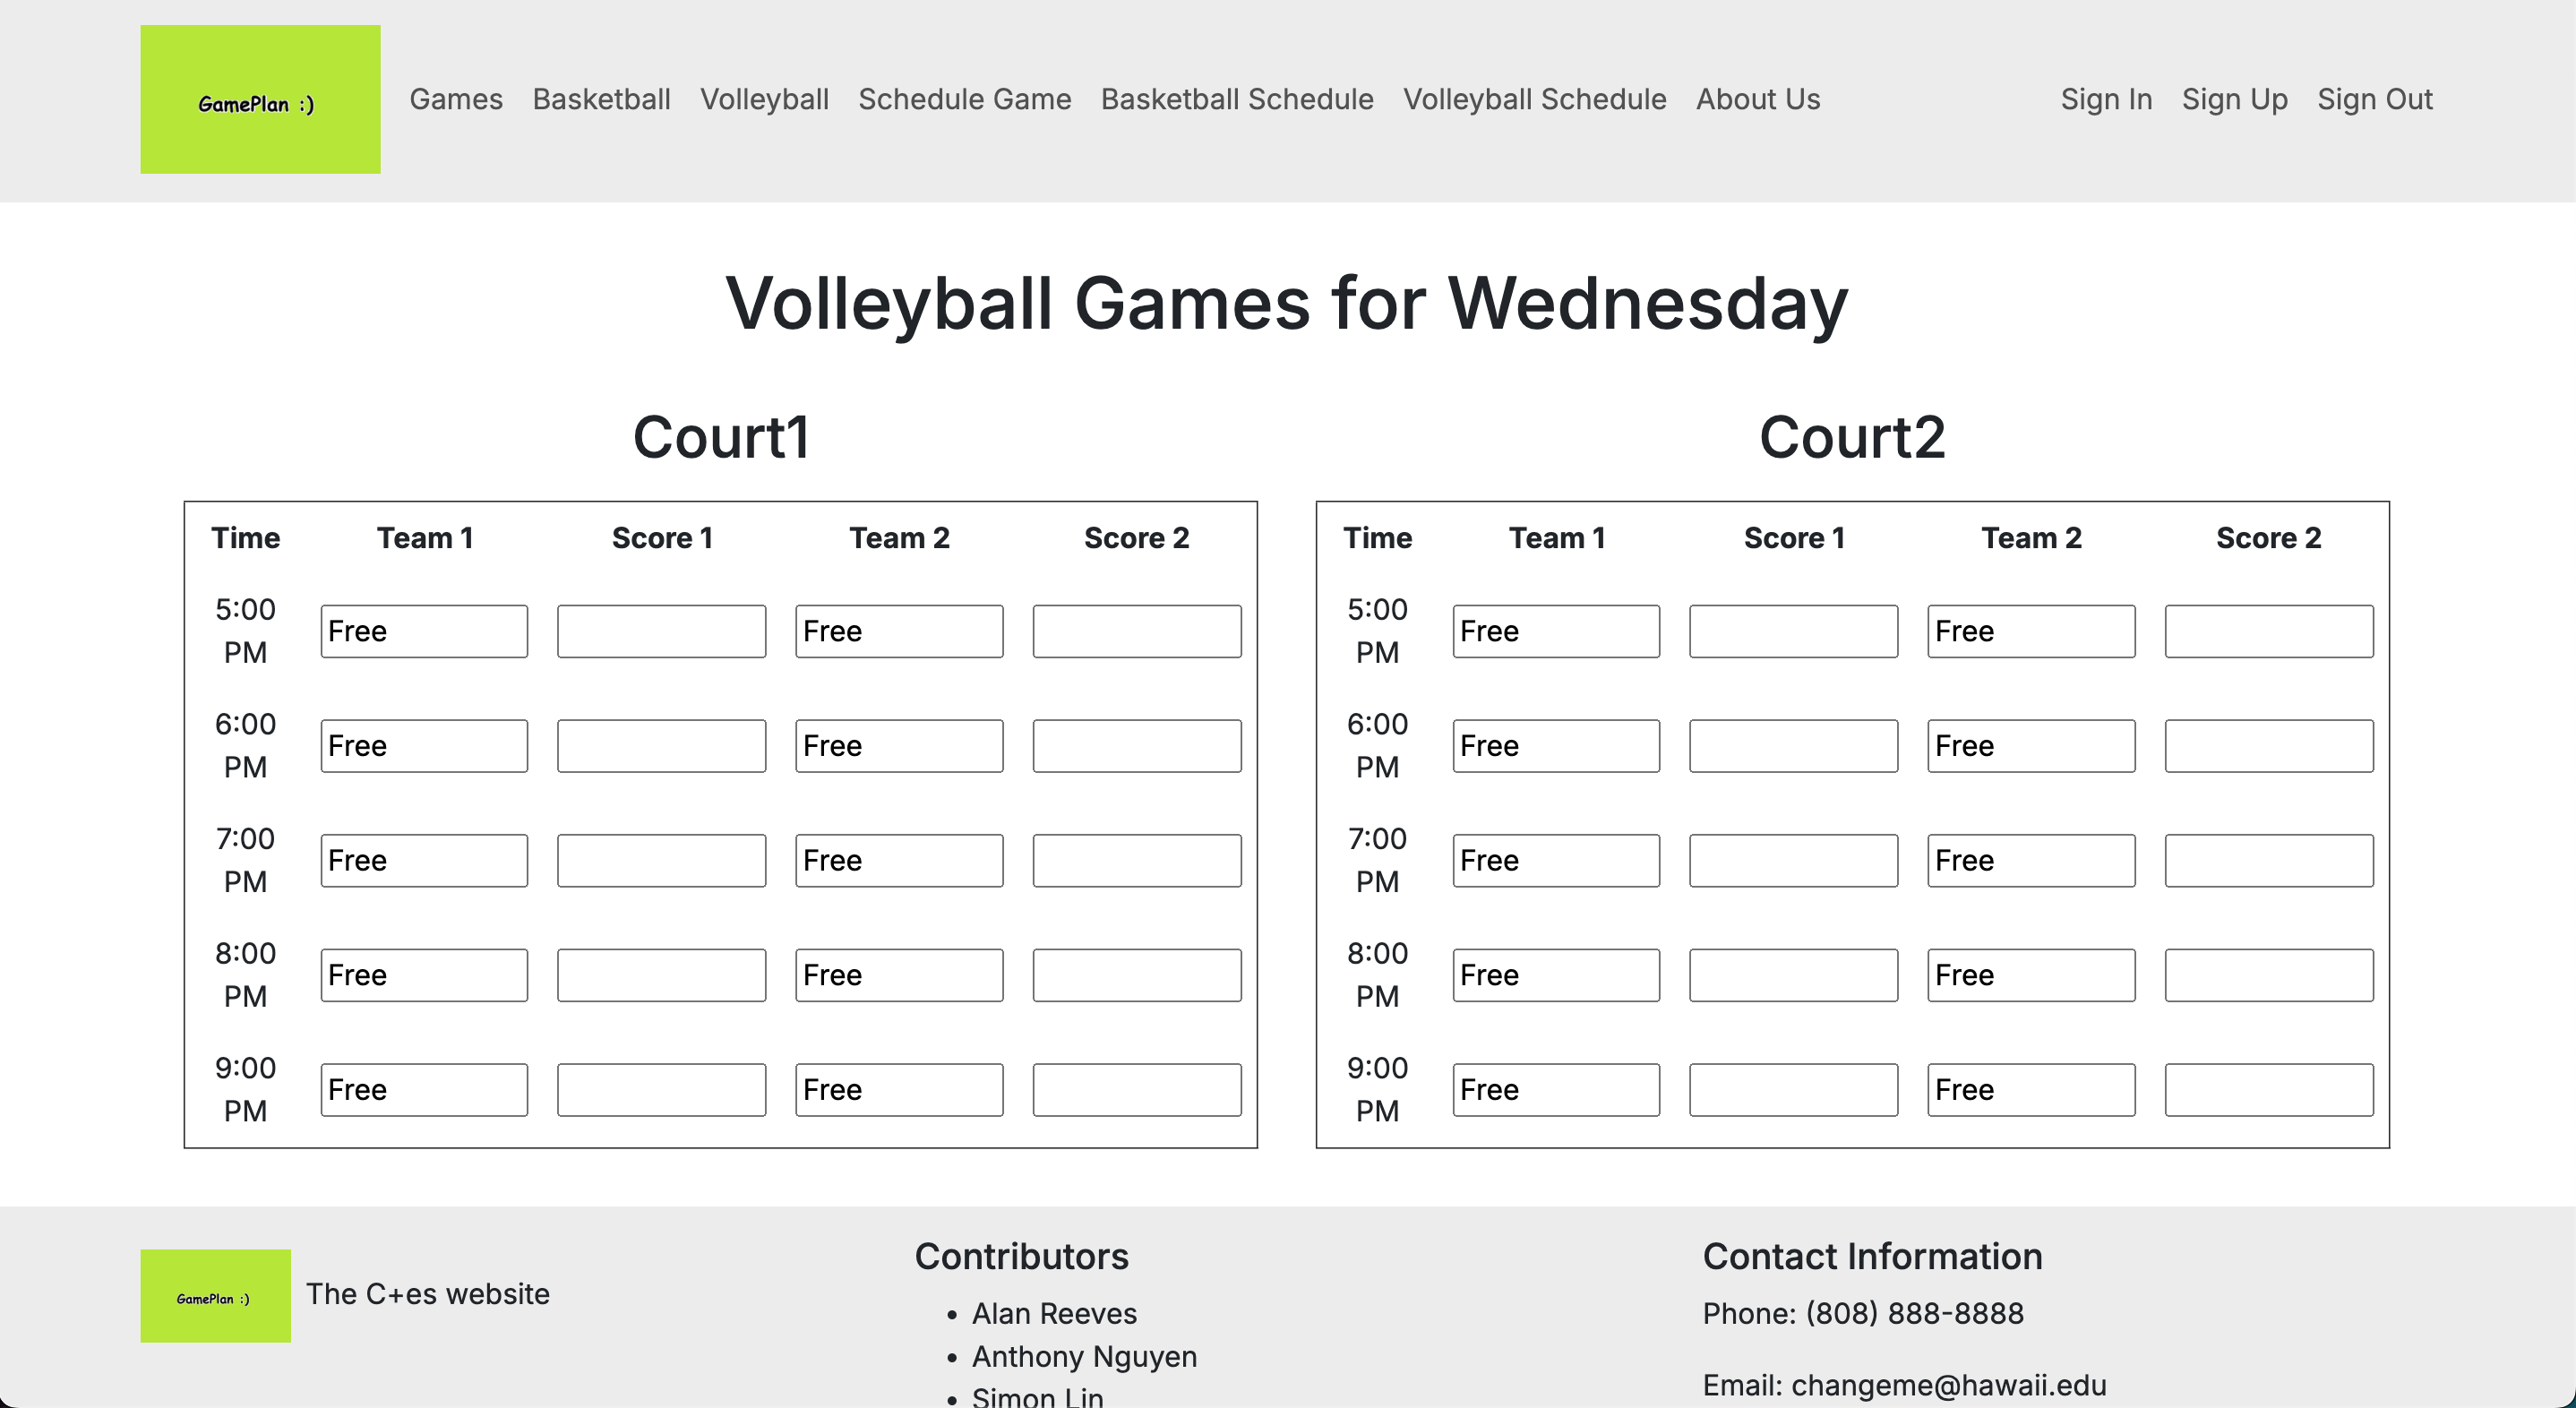 GamePlan :)
Games Basketball Volleyball Schedule Game Basketball Schedule Volleyball Schedule About Us Sign In Sign Up Sign Out
Volleyball Games for Wednesday
Court1
Time Team 1 Score 1 Team 2 Score 2
5:00 PM Free Free
6:00 PM Free Free
7:00 PM Free Free
8:00 PM Free Free
9:00 PM Free Free
Court2
Time Team 1 Score 1 Team 2 Score 2
5:00 PM Free Free
6:00 PM Free Free
7:00 PM Free Free
8:00 PM Free Free
9:00 PM Free Free
GamePlan :)
The C+es website
Contributors
• Alan Reeves
• Anthony Nguyen
• Simon Lin
Contact Information
Phone: (808) 888-8888
Email: changeme@hawaii.edu